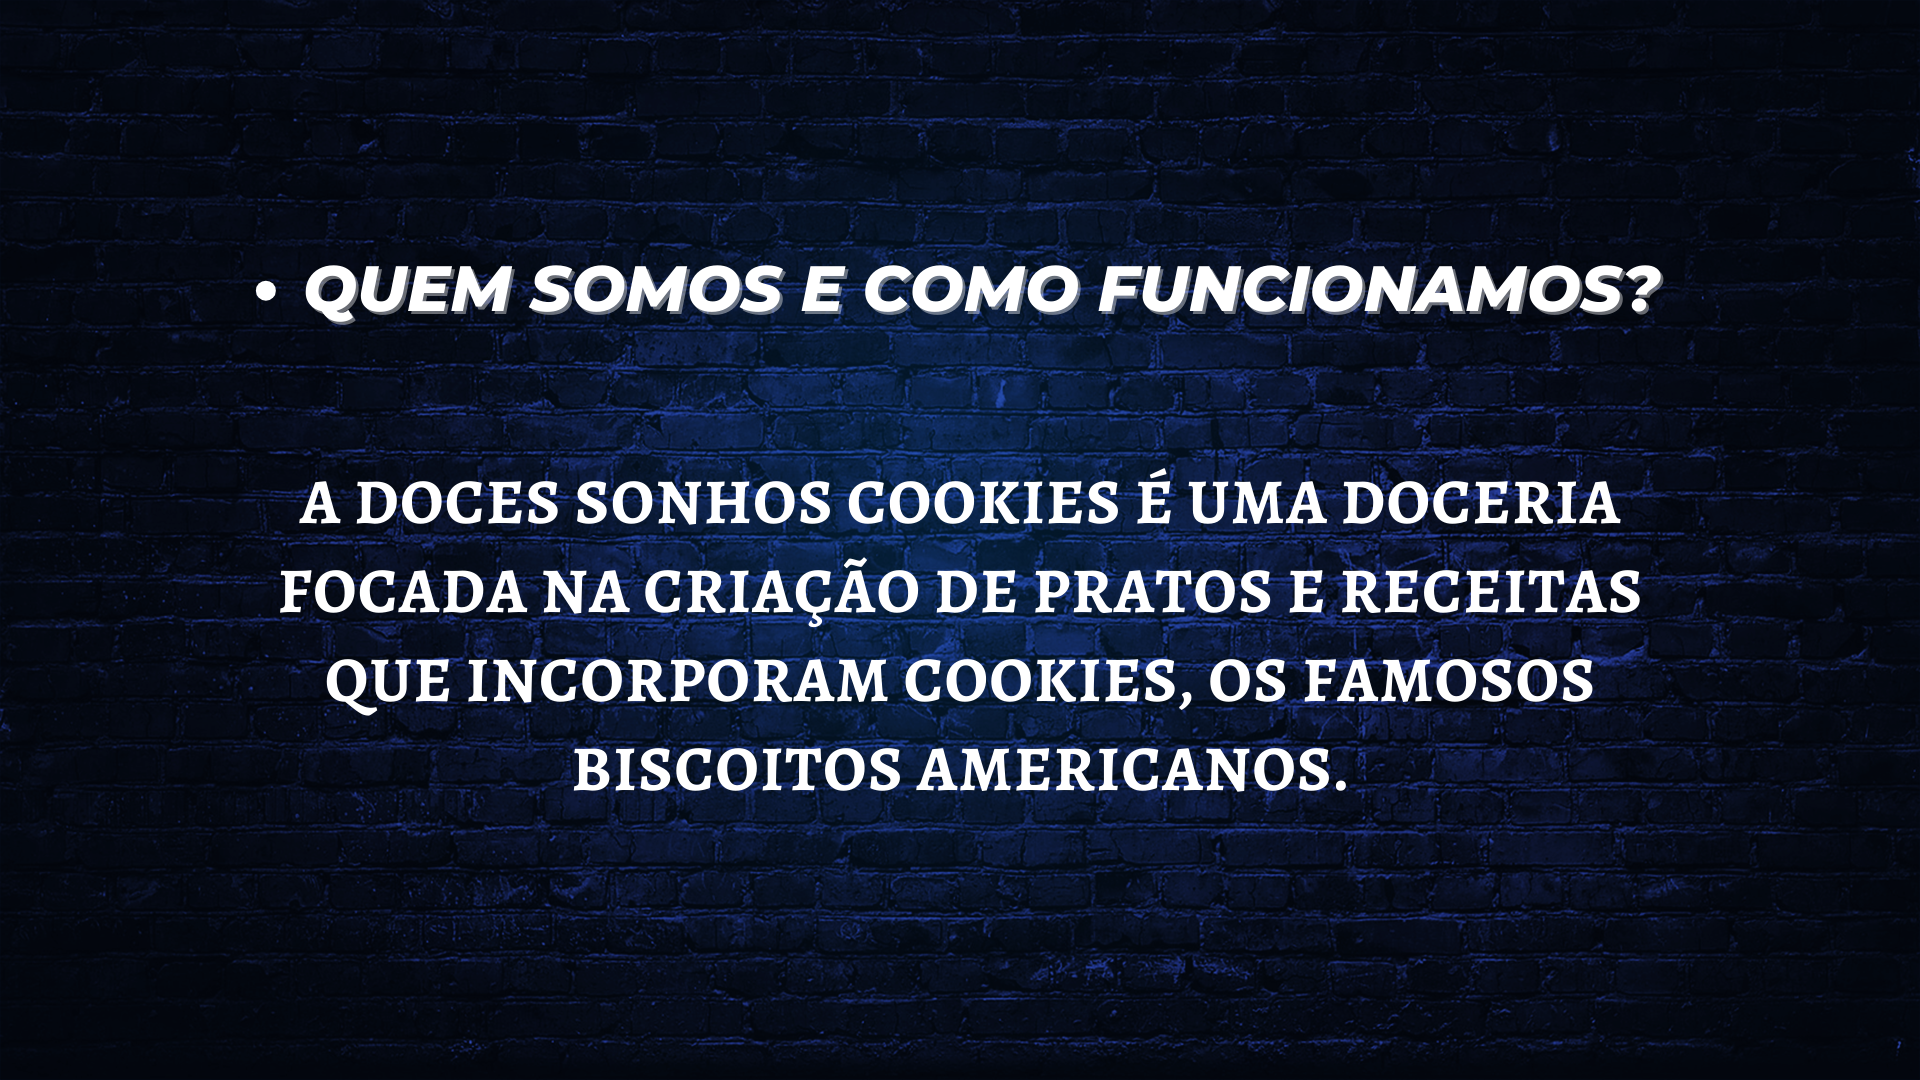 • QUEM SOMOS E COMO FUNCIONAMOS?
A DOCES SONHOS COOKIES É UMA DOCERIA
FOCADA NA CRIAÇÃO DE PRATOS E RECEITAS
QUE INCORPORAM COOKIES, OS FAMOSOS
BISCOITOS AMERICANOS.